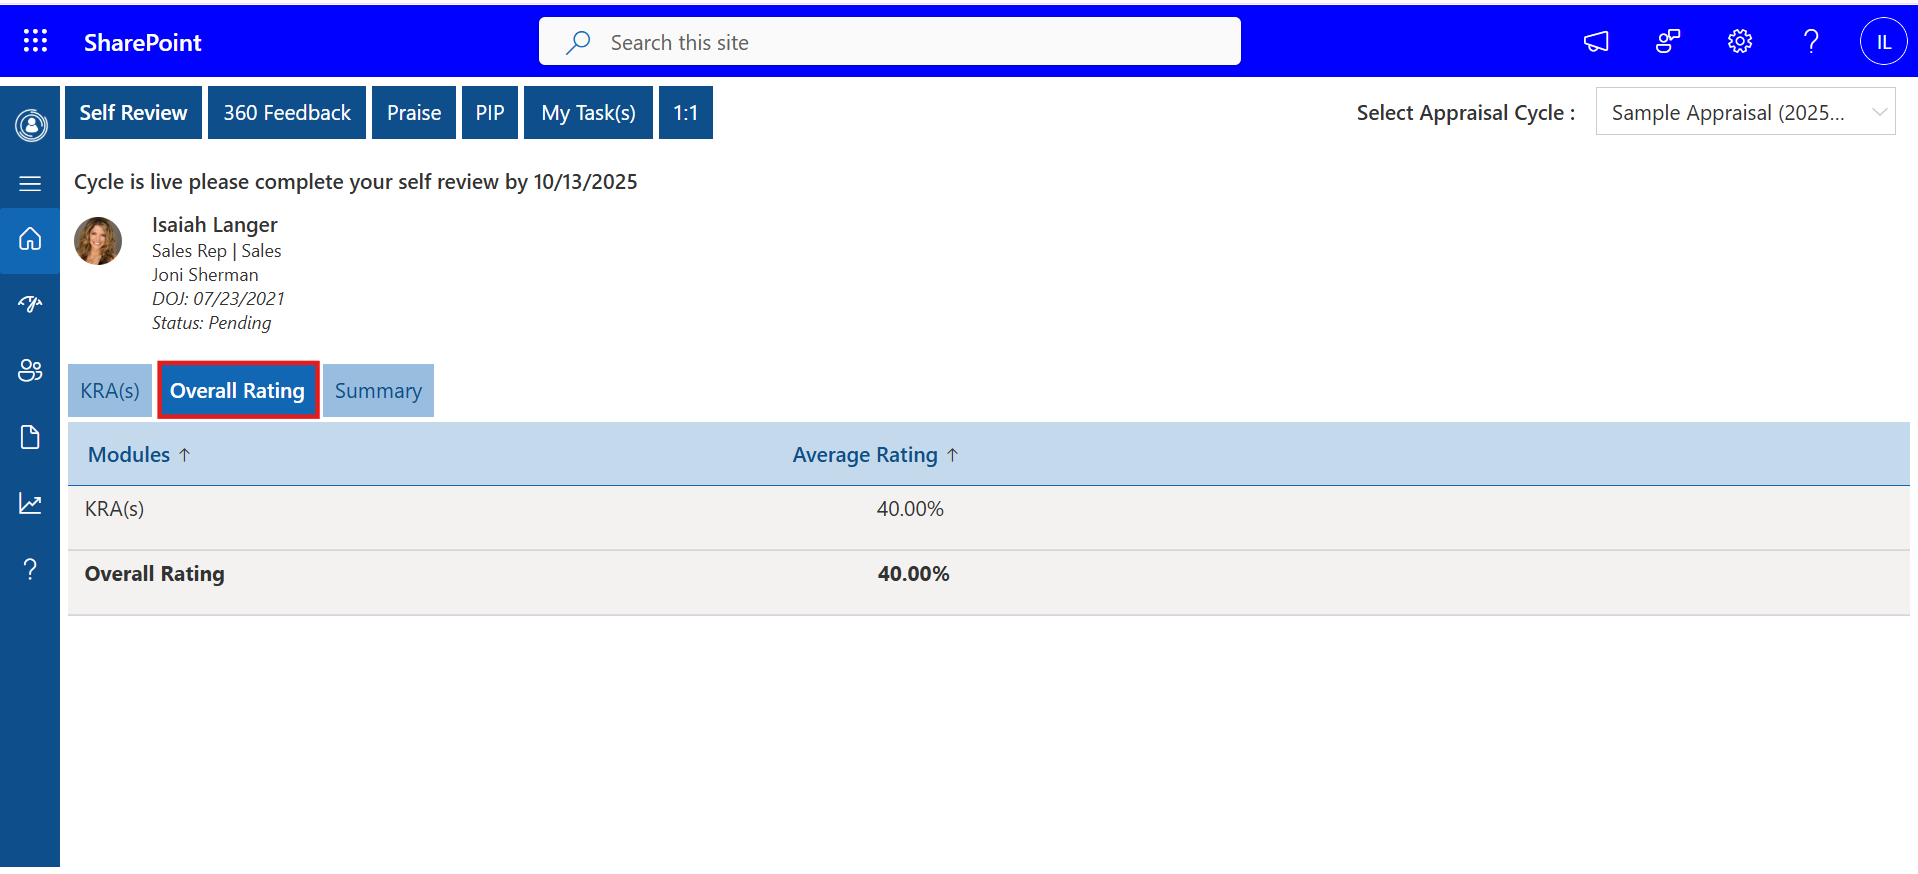 SharePoint
Search this site
IL
Self Review
360 Feedback
Praise
PIP
My Task(s)
1:1
Select Appraisal Cycle :
Sample Appraisal (2025...
Cycle is live please complete your self review by 10/13/2025
Isaiah Langer
Sales Rep | Sales
Joni Sherman
DOJ: 07/23/2021
Status: Pending
KRA(s)
Overall Rating
Summary
Modules ↑
Average Rating ↑
KRA(s)
40.00%
Overall Rating
40.00%